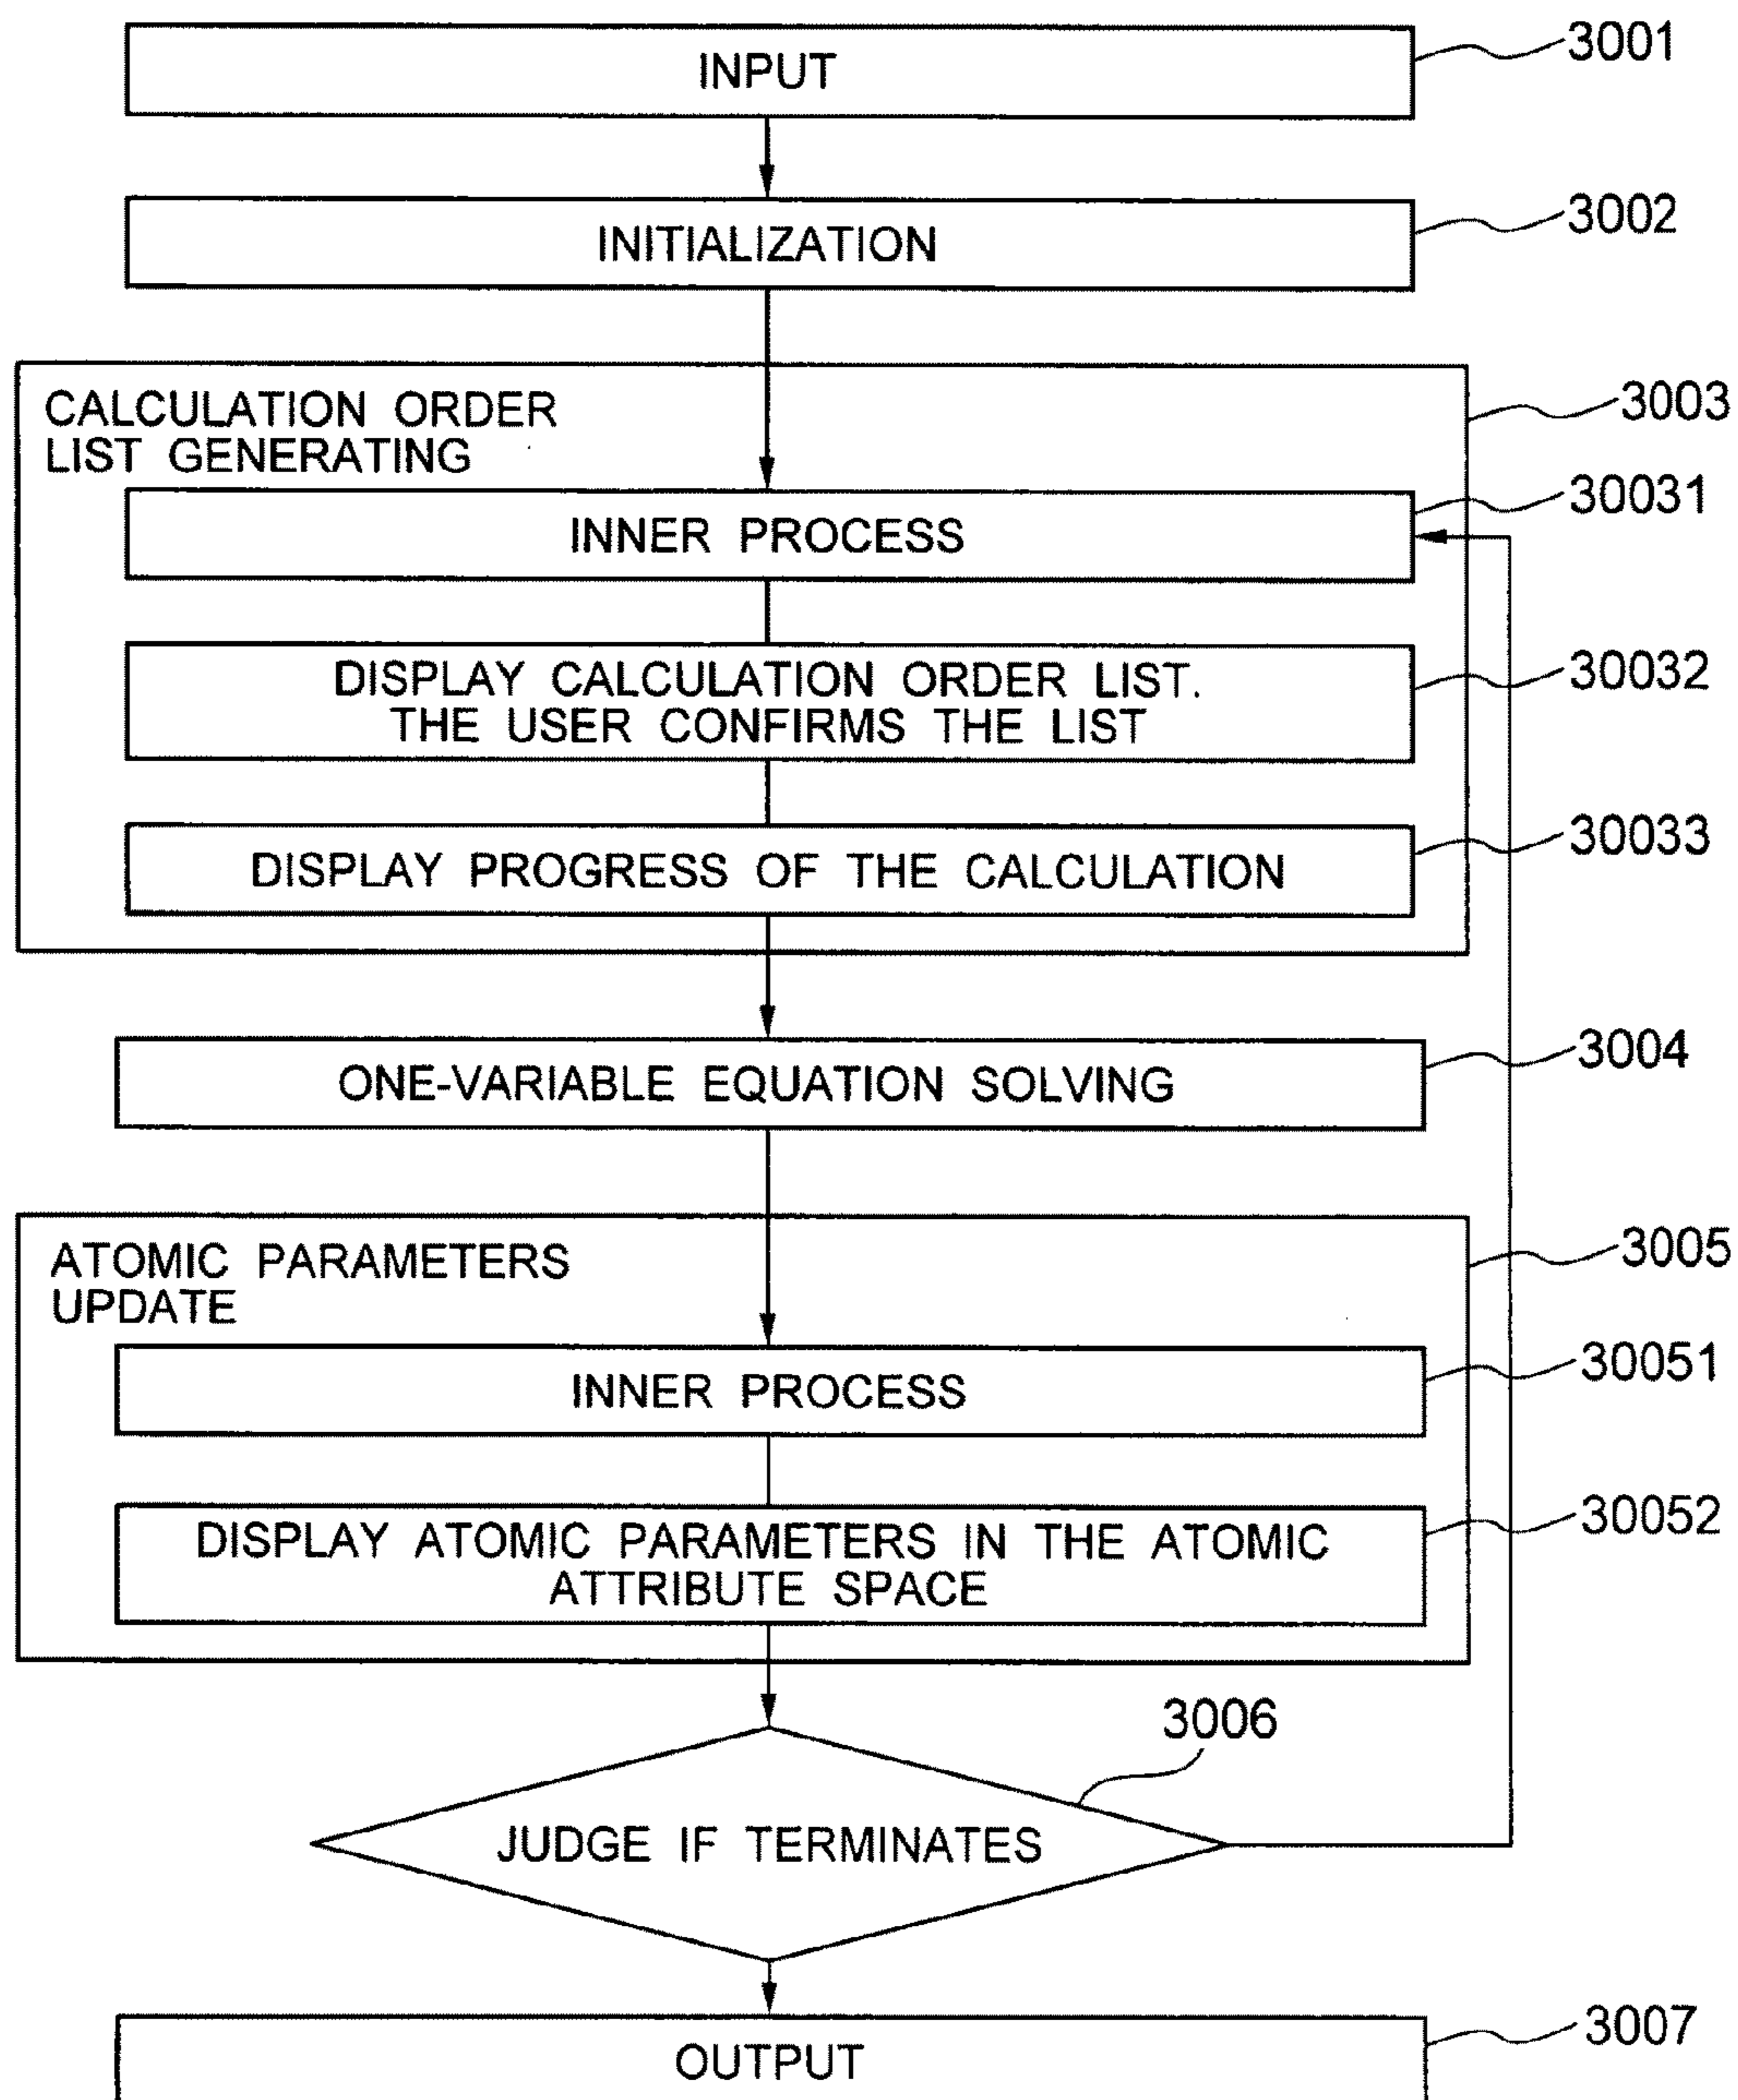 INPUT
3001
INITIALIZATION
3002
CALCULATION ORDER
LIST GENERATING
3003
INNER PROCESS
30031
DISPLAY CALCULATION ORDER LIST.
THE USER CONFIRMS THE LIST
30032
DISPLAY PROGRESS OF THE CALCULATION
30033
ONE-VARIABLE EQUATION SOLVING
3004
ATOMIC PARAMETERS
UPDATE
3005
INNER PROCESS
30051
DISPLAY ATOMIC PARAMETERS IN THE ATOMIC
ATTRIBUTE SPACE
30052
3006
JUDGE IF TERMINATES
OUTPUT
3007